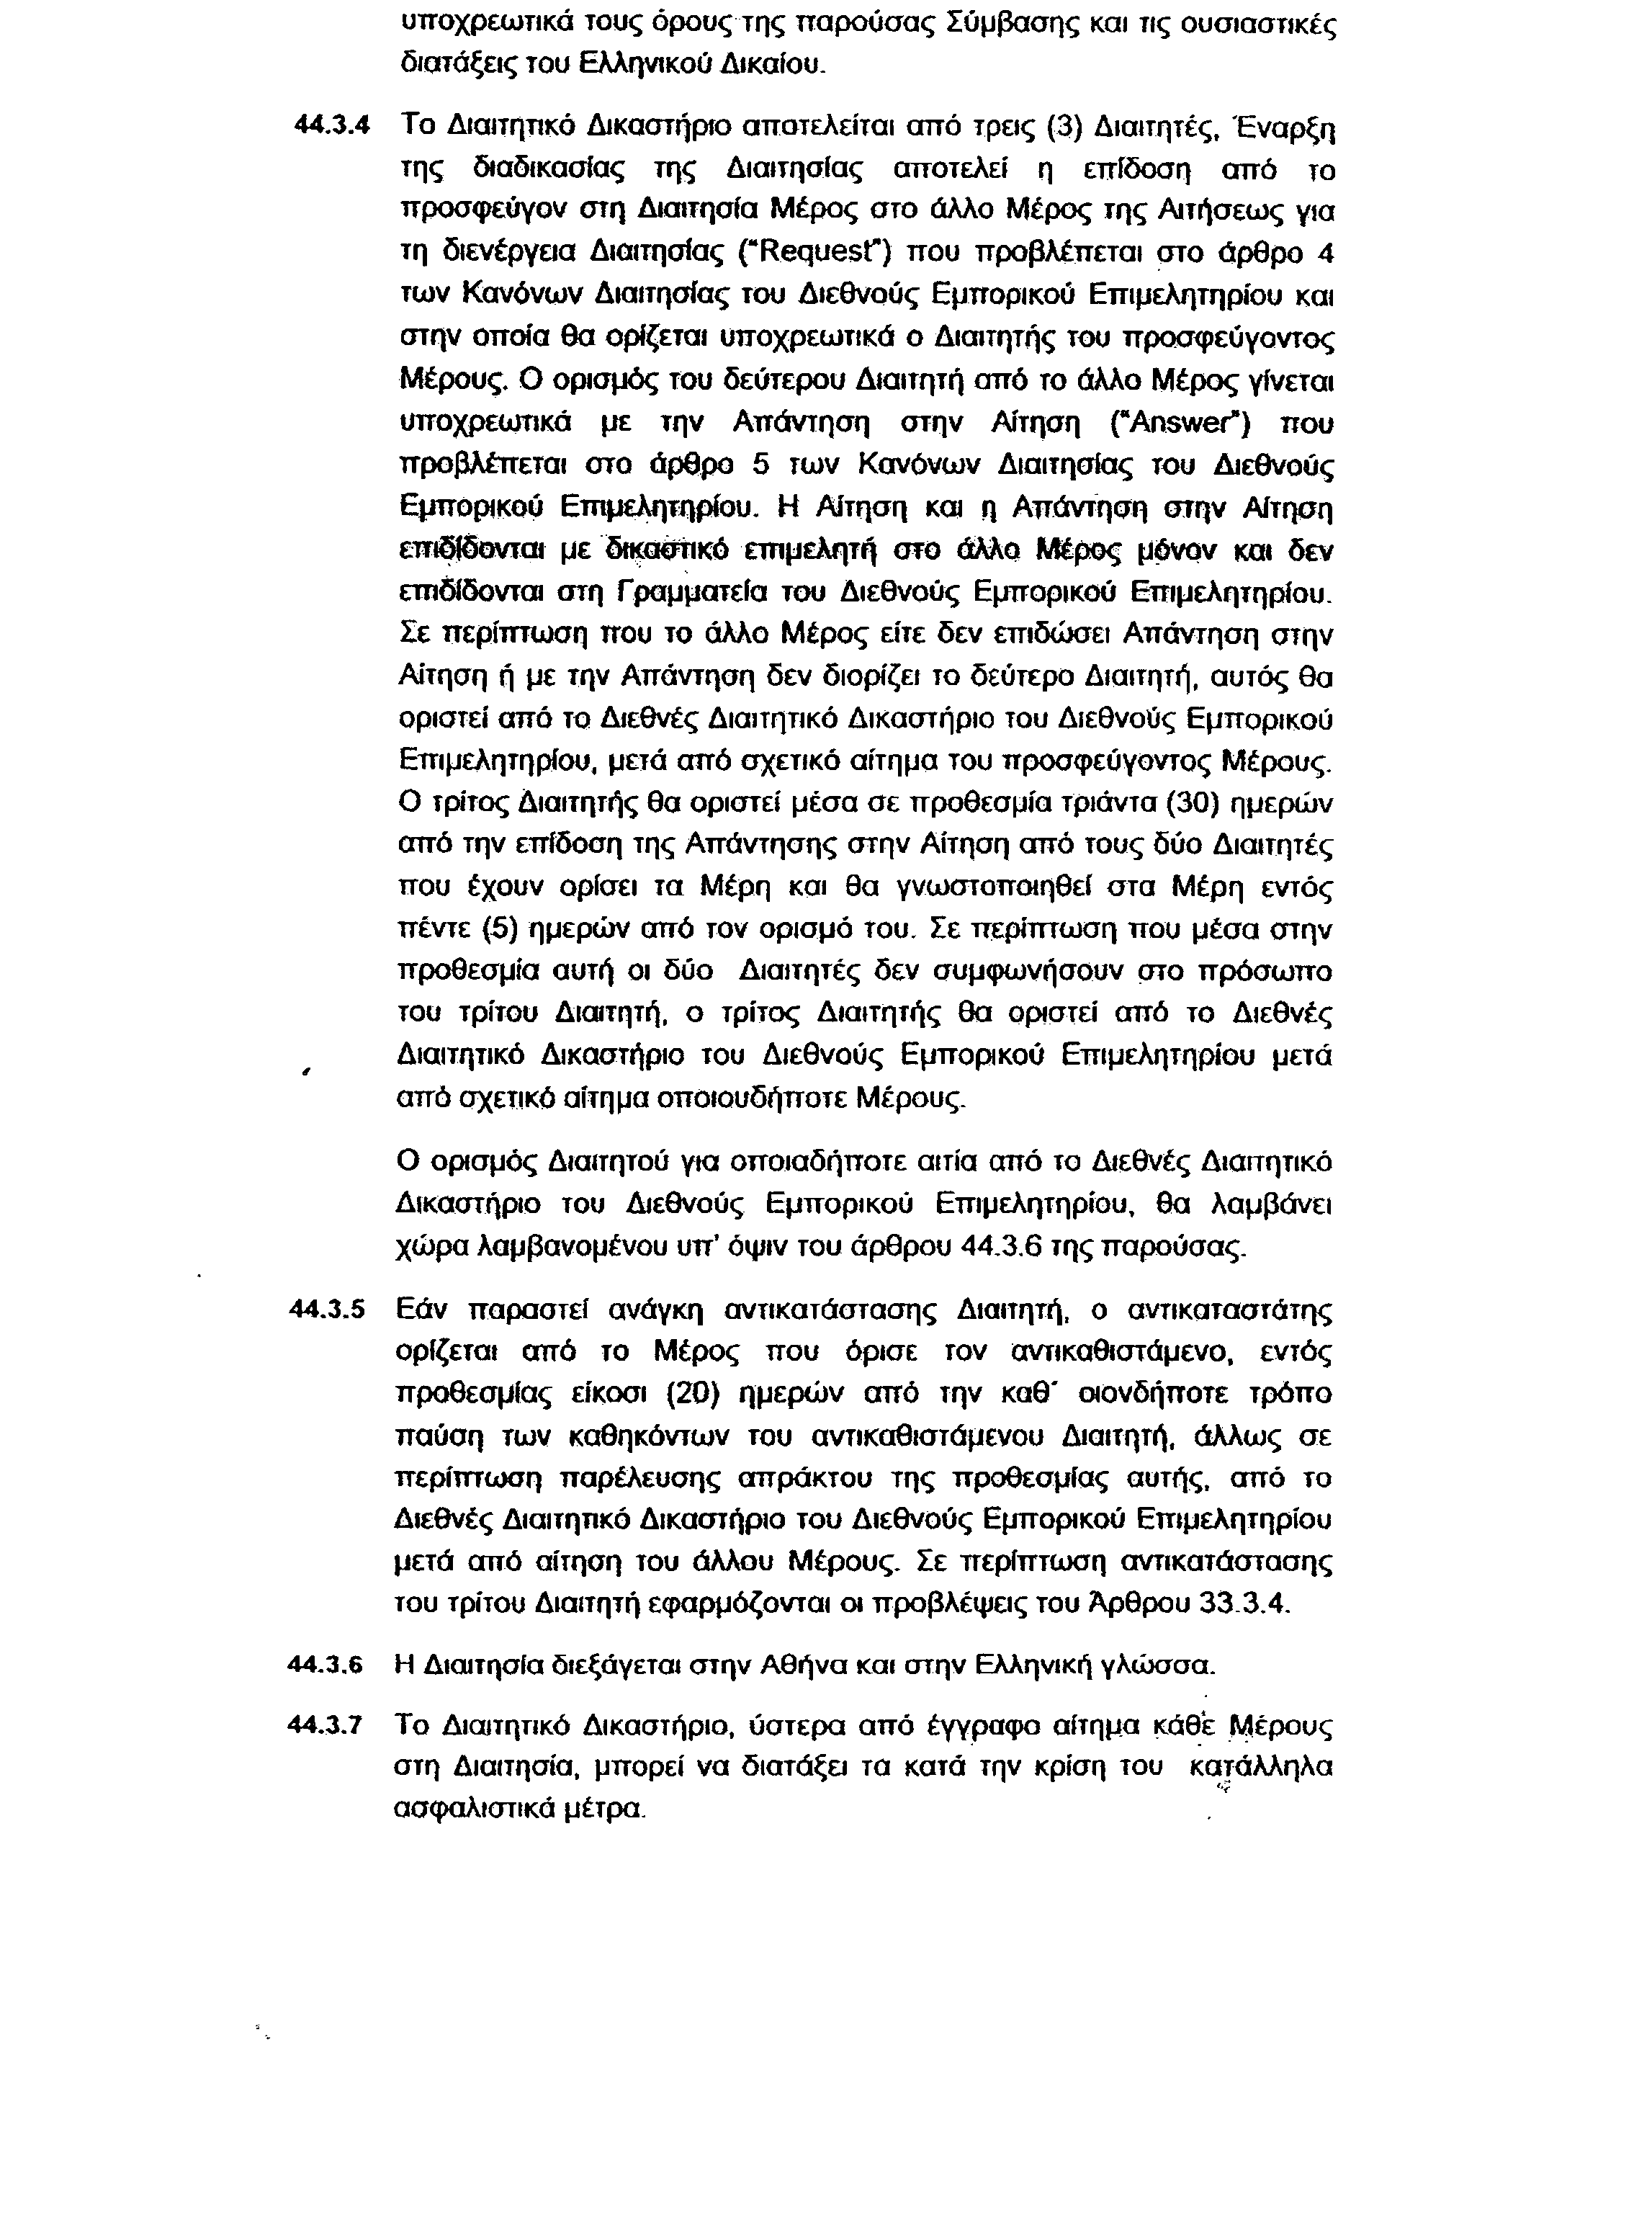 υποχρεωτικά τους όρους της παρούσας Σύμβασης και τις ουσιαστικές
διατάξεις του Ελληνικού Δικαίου.
44.3.4 Το Διαιτητικό Δικαστήριο αποτελείται από τρεις (3) Διαιτητές, Έναρξη
της διαδικασίας της Διαιτησίας αποτελεί η επίδοση από το
προσφεύγον στη Διαιτησία Μέρος στο άλλο Μέρος της Αιτήσεως για
τη διενέργεια Διαιτησίας ("Request") που προβλέπεται στο άρθρο 4
των Κανόνων Διαιτησίας του Διεθνούς Εμπορικού Επιμελητηρίου και
στην οποία θα ορίζεται υποχρεωτικά ο Διαιτητής του προσφεύγοντος
Μέρους. Ο ορισμός του δεύτερου Διαιτητή από το άλλο Μέρος γίνεται
υποχρεωτικά με την Απάντηση στην Αίτηση ("Answer") που
προβλέπεται στο άρθρο 5 των Κανόνων Διαιτησίας του Διεθνούς
Εμπορικού Επιμελητηρίου. Η Αίτηση και η Απάντηση στην Αίτηση
επιδίδονται με δικαστικό επιμελητή στο άλλο Μέρος μόνον και δεν
επιδίδονται στη Γραμματεία του Διεθνούς Εμπορικού Επιμελητηρίου.
Σε περίπτωση που το άλλο Μέρος είτε δεν επιδώσει Απάντηση στην
Αίτηση ή με την Απάντηση δεν διορίζει το δεύτερο Διαιτητή, αυτός θα
οριστεί από το Διεθνές Διαιτητικό Δικαστήριο του Διεθνούς Εμπορικού
Επιμελητηρίου, μετά από σχετικό αίτημα του προσφεύγοντος Μέρους.
Ο τρίτος Διαιτητής θα οριστεί μέσα σε προθεσμία τριάντα (30) ημερών
από την επίδοση της Απάντησης στην Αίτηση από τους δύο Διαιτητές
που έχουν ορίσει τα Μέρη και θα γνωστοποιηθεί στα Μέρη εντός
πέντε (5) ημερών από τον ορισμό του. Σε περίπτωση που μέσα στην
προθεσμία αυτή οι δύο Διαιτητές δεν συμφωνήσουν στο πρόσωπο
του τρίτου Διαιτητή, ο τρίτος Διαιτητής θα οριστεί από το Διεθνές
Διαιτητικό Δικαστήριο του Διεθνούς Εμπορικού Επιμελητηρίου μετά
από σχετικό αίτημα οποιουδήποτε Μέρους.
Ο ορισμός Διαιτητού για οποιαδήποτε αιτία από το Διεθνές Διαιτητικό
Δικαστήριο του Διεθνούς Εμπορικού Επιμελητηρίου, θα λαμβάνει
χώρα λαμβανομένου υπ' όψιν του άρθρου 44.3.6 της παρούσας.
44.3.5 Εάν παραστεί ανάγκη αντικατάστασης Διαιτητή, ο αντικαταστάτης
ορίζεται από το Μέρος που όρισε τον αντικαθιστάμενο, εντός
προθεσμίας είκοσι (20) ημερών από την καθ' οιονδήποτε τρόπο
παύση των καθηκόντων του αντικαθιστάμενου Διαιτητή, άλλως σε
περίπτωση παρέλευσης απράκτου της προθεσμίας αυτής, από το
Διεθνές Διαιτητικό Δικαστήριο του Διεθνούς Εμπορικού Επιμελητηρίου
μετά από αίτηση του άλλου Μέρους. Σε περίπτωση αντικατάστασης
του τρίτου Διαιτητή εφαρμόζονται οι προβλέψεις του Άρθρου 33.3.4.
44.3.6 Η Διαιτησία διεξάγεται στην Αθήνα και στην Ελληνική γλώσσα.
44.3.7 Το Διαιτητικό Δικαστήριο, ύστερα από έγγραφο αίτημα κάθε Μέρους
στη Διαιτησία, μπορεί να διατάξει τα κατά την κρίση του κατάλληλα
ασφαλιστικά μέτρα.